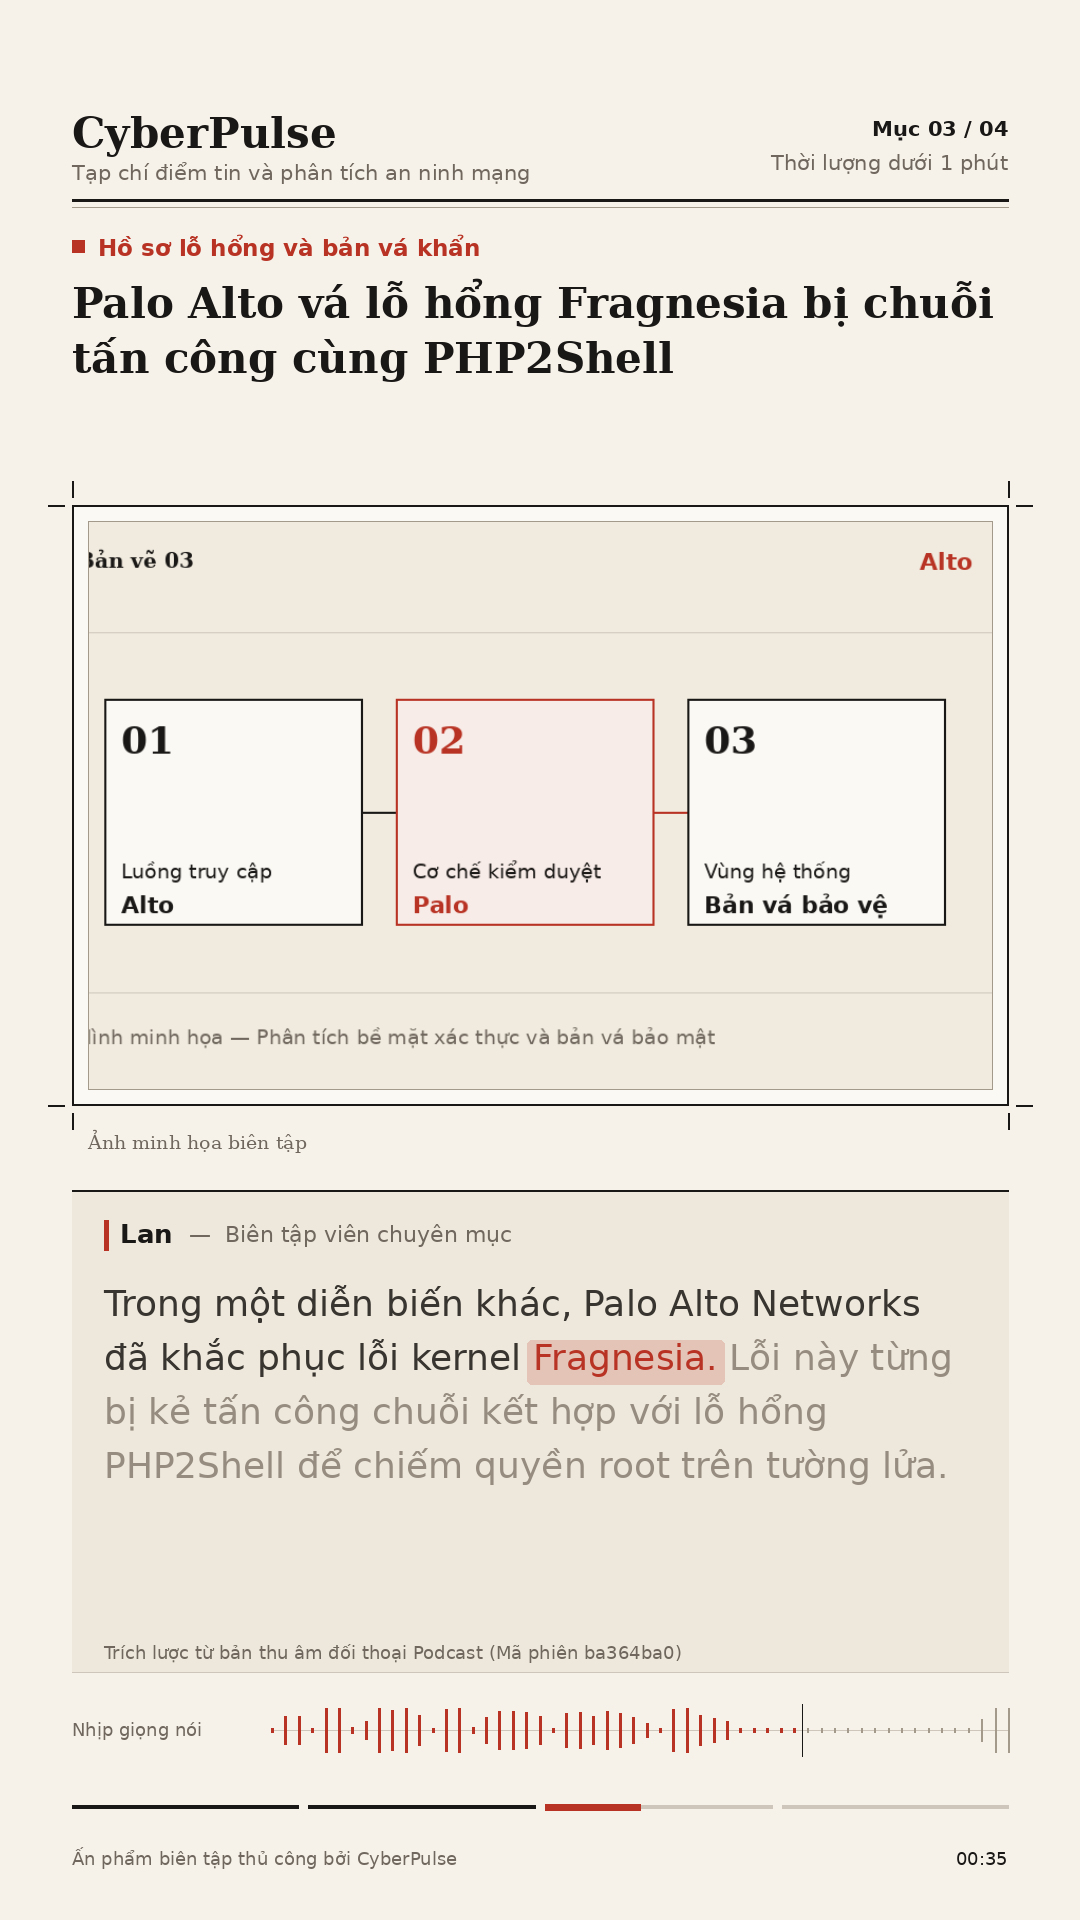 CyberPulse
Tạp chí điểm tin và phân tích an ninh mạng
Mục 03 / 04
Thời lượng dưới 1 phút
Hồ sơ lỗ hổng và bản vá khẩn
Palo Alto vá lỗ hổng Fragnesia bị chuỗi
tấn công cùng PHP2Shell
Bản vẽ 03
Alto
01
Luồng truy cập
Alto
02
Cơ chế kiểm duyệt
Palo
03
Vùng hệ thống
Bản vá bảo vệ
Hình minh họa — Phân tích bề mặt xác thực và bản vá bảo mật
Ảnh minh họa biên tập
Lan — Biên tập viên chuyên mục
Trong một diễn biến khác, Palo Alto Networks
đã khắc phục lỗi kernel Fragnesia. Lỗi này từng
bị kẻ tấn công chuỗi kết hợp với lỗ hổng
PHP2Shell để chiếm quyền root trên tường lửa.
Trích lược từ bản thu âm đối thoại Podcast (Mã phiên ba364ba0)
Nhịp giọng nói
Ấn phẩm biên tập thủ công bởi CyberPulse
00:35